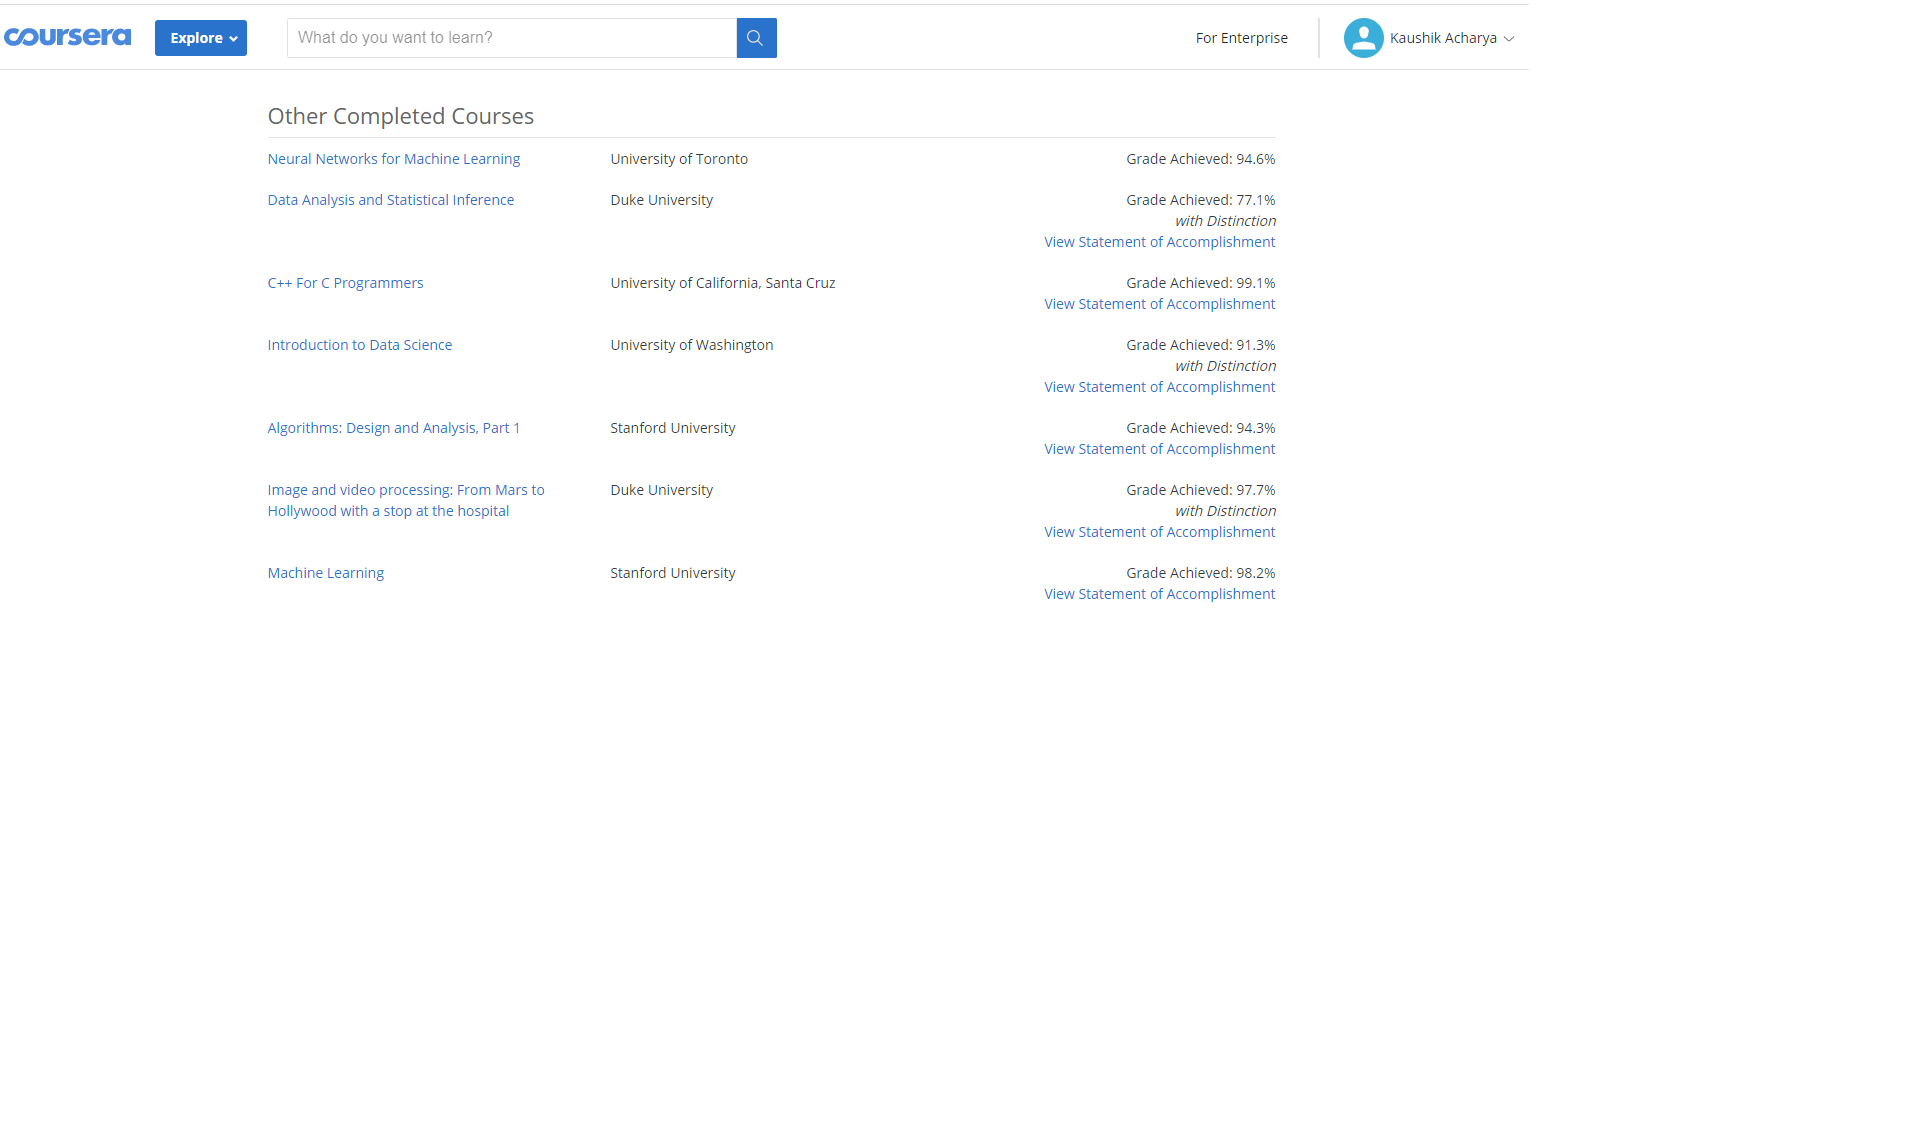 coursera Explore What do you want to learn? For Enterprise Kaushik Acharya
Other Completed Courses
Neural Networks for Machine Learning University of Toronto Grade Achieved: 94.6%
Data Analysis and Statistical Inference Duke University Grade Achieved: 77.1%
with Distinction
View Statement of Accomplishment
C++ For C Programmers University of California, Santa Cruz Grade Achieved: 99.1%
View Statement of Accomplishment
Introduction to Data Science University of Washington Grade Achieved: 91.3%
with Distinction
View Statement of Accomplishment
Algorithms: Design and Analysis, Part 1 Stanford University Grade Achieved: 94.3%
View Statement of Accomplishment
Image and video processing: From Mars to Duke University Grade Achieved: 97.7%
Hollywood with a stop at the hospital with Distinction
View Statement of Accomplishment
Machine Learning Stanford University Grade Achieved: 98.2%
View Statement of Accomplishment